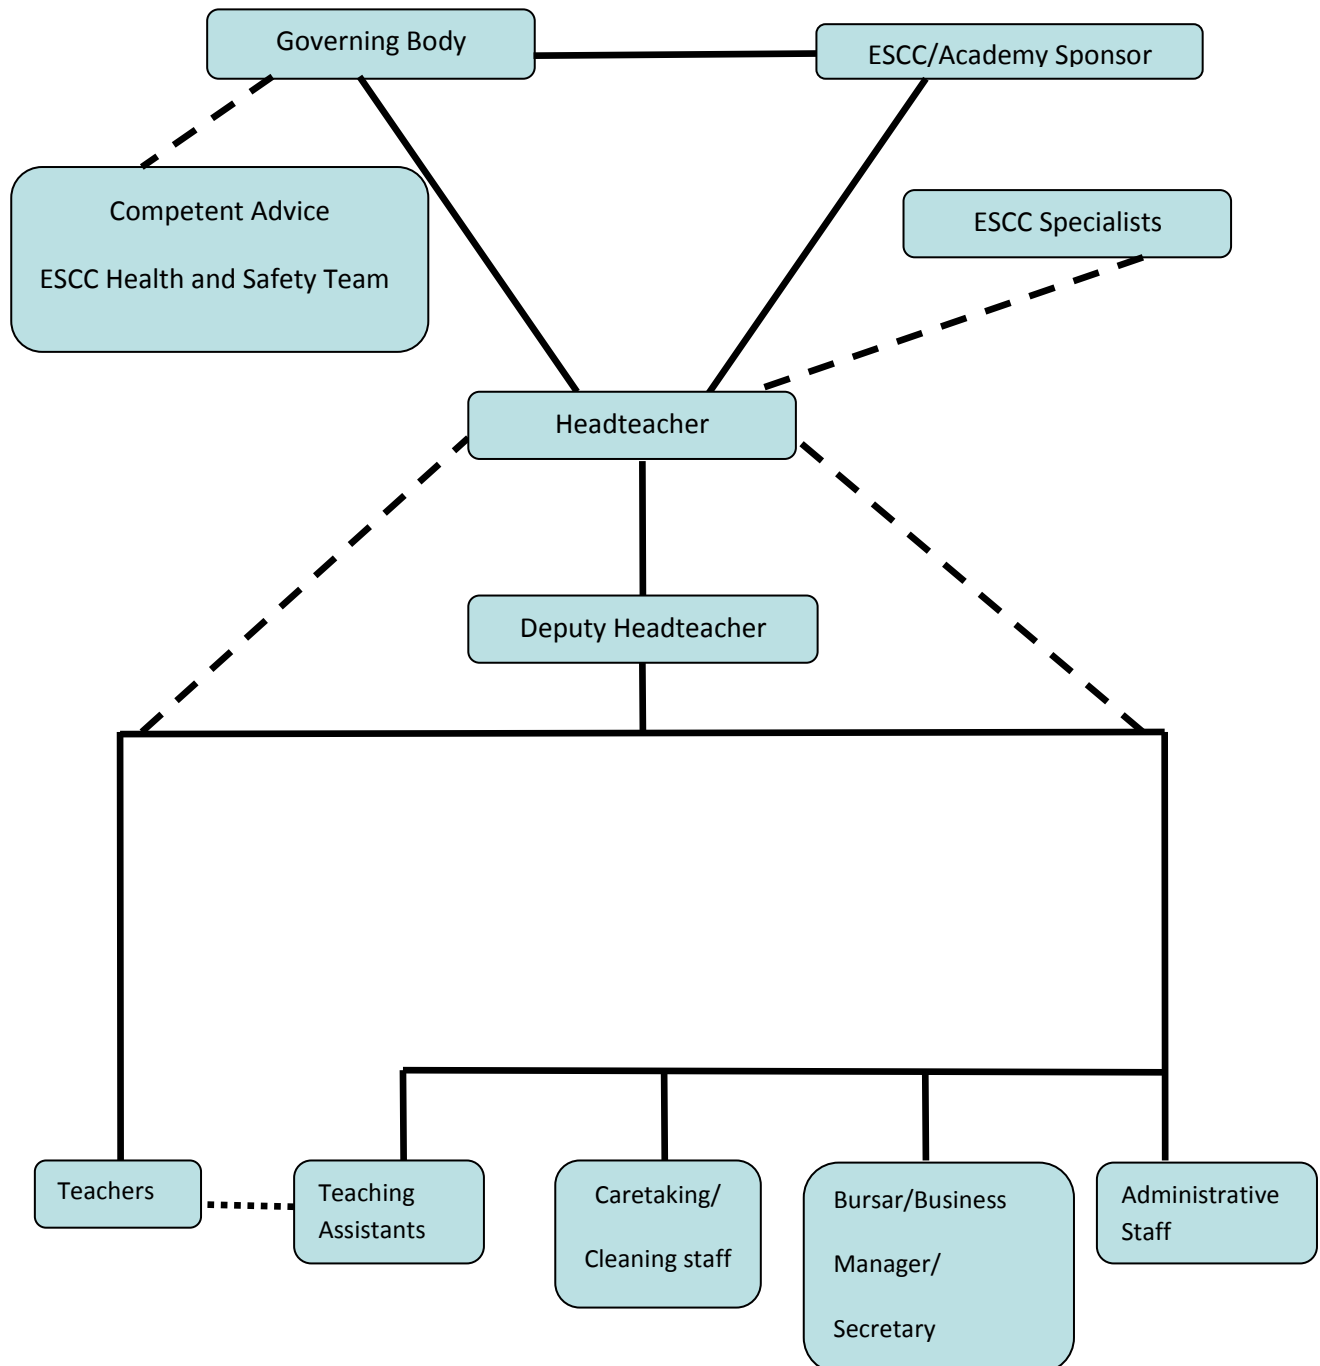 Governing Body
ESCC/Academy Sponsor
Competent Advice
ESCC Health and Safety Team
ESCC Specialists
Headteacher
Deputy Headteacher
Teachers
Teaching
Assistants
Caretaking/
Cleaning staff
Bursar/Business
Manager/
Secretary
Administrative
Staff